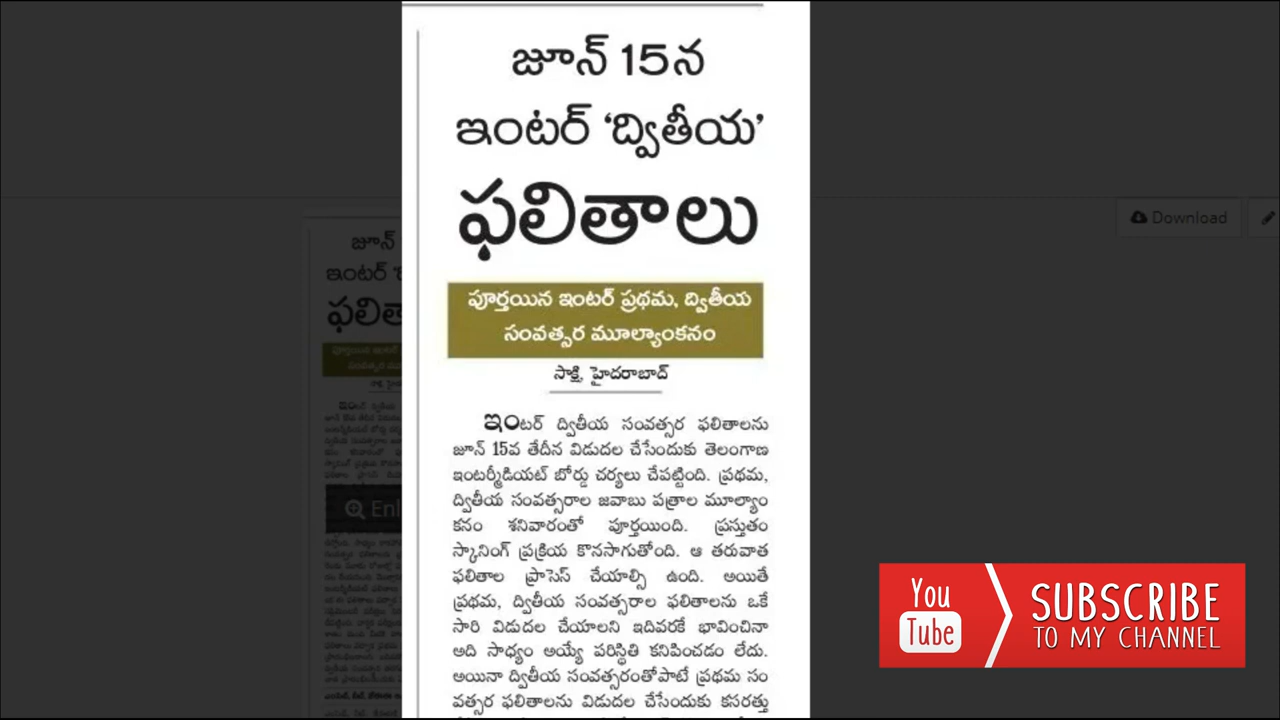 జూన్ 15న
ఇంటర్ ‘ద్వితీయ’
ఫలితాలు
పూర్తయిన ఇంటర్ ప్రథమ, ద్వితీయ
సంవత్సర మూల్యాంకనం
సాక్షి, హైదరాబాద్
ఇంటర్ ద్వితీయ సంవత్సర ఫలితాలను
జూన్ 15వ తేదీన విడుదల చేసేందుకు తెలంగాణ
ఇంటర్మీడియట్ బోర్డు చర్యలు చేపట్టింది. ప్రథమ,
ద్వితీయ సంవత్సరాల జవాబు పత్రాల మూల్యాం
కనం శనివారంతో పూర్తయింది. ప్రస్తుతం
స్కానింగ్ ప్రక్రియ కొనసాగుతోంది. ఆ తరువాత
ఫలితాల ప్రాసెస్ చేయాల్సి ఉంది. అయితే
ప్రథమ, ద్వితీయ సంవత్సరాల ఫలితాలను ఒకే
సారి విడుదల చేయాలని ఇదివరకే భావించినా
అది సాధ్యం అయ్యే పరిస్థితి కనిపించడం లేదు.
అయినా ద్వితీయ సంవత్సరంతోపాటే ప్రథమ సం
వత్సర ఫలితాలను విడుదల చేసేందుకు కసరత్తు
జూన్
ఇంటర్
Download
Enl
You
Tube
SUBSCRIBE
TO MY CHANNEL